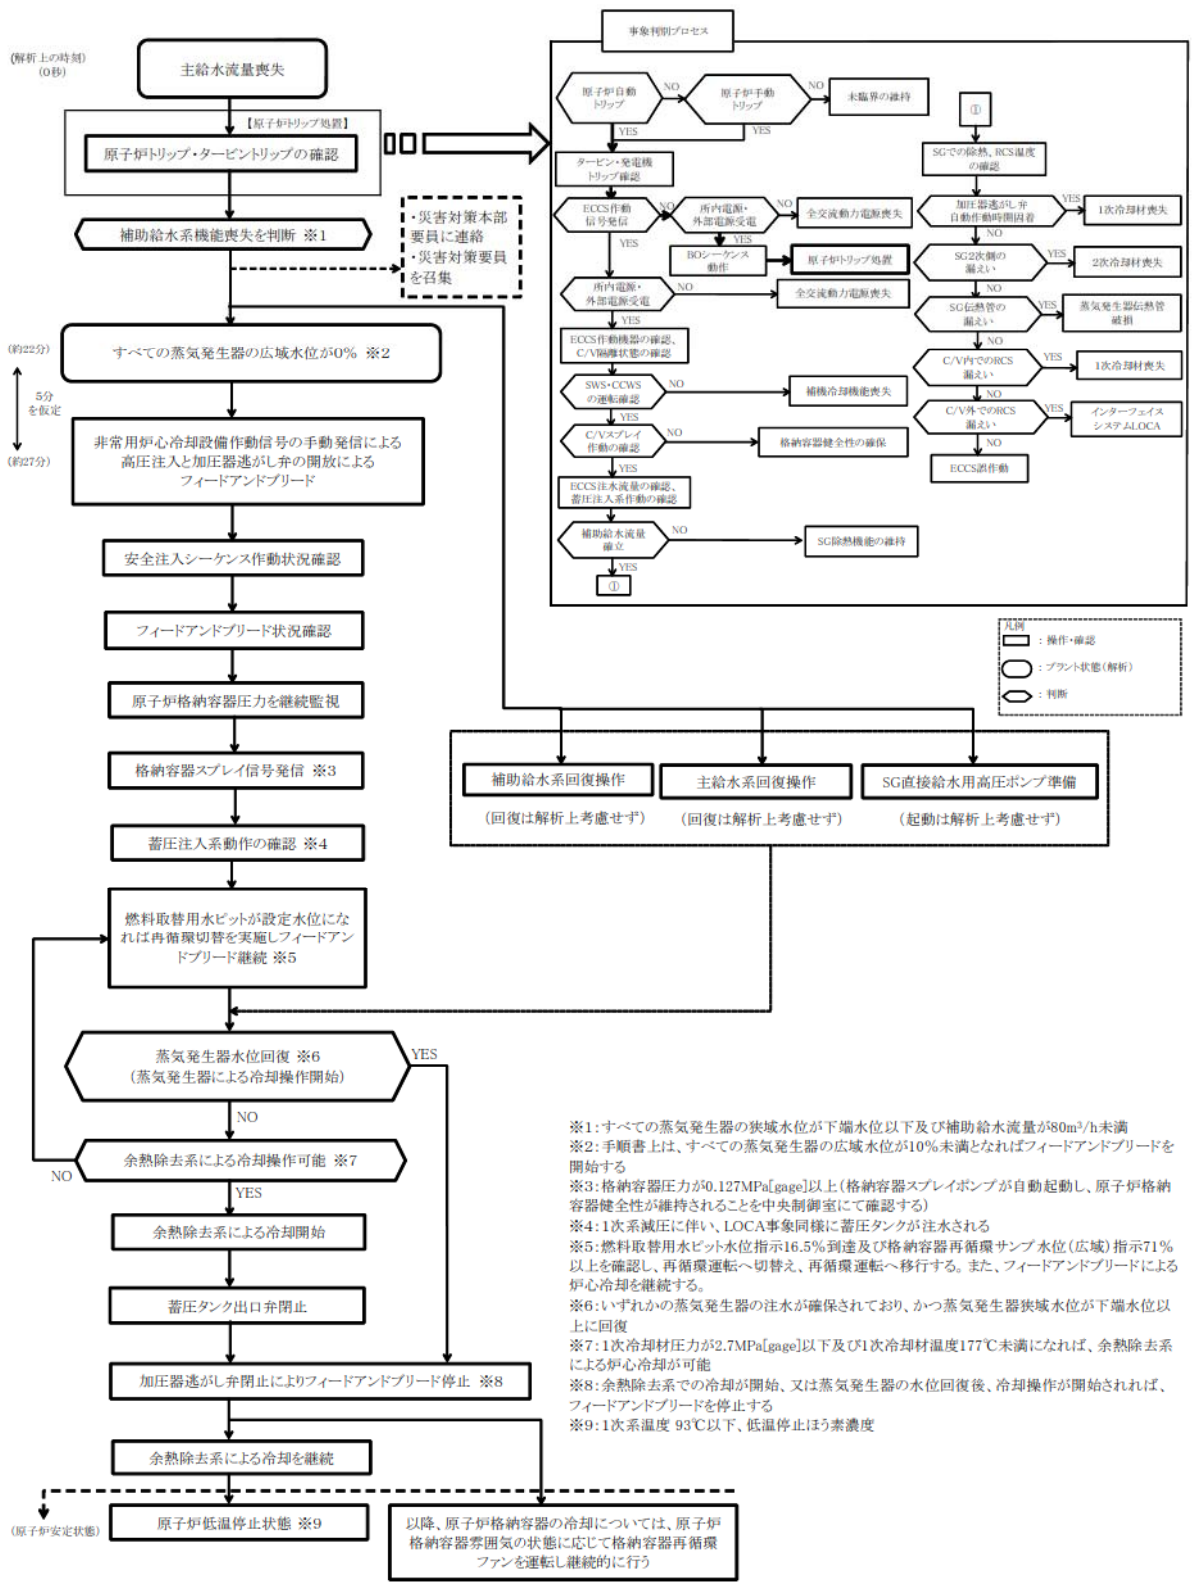 (解析上の時刻)
(0秒)
主給水流量喪失
【原子炉トリップ処置】
原子炉トリップ・タービントリップの確認
補助給水系機能喪失を判断 ※1
・災害対策本部
要員に連絡
・災害対策要員
を召集
(約22分)
すべての蒸気発生器の広域水位が0% ※2
5分
を仮定
(約27分)
非常用炉心冷却設備作動信号の手動発信による
高圧注入と加圧器逃がし弁の開放による
フィードアンドブリード
安全注入シーケンス作動状況確認
フィードアンドブリード状況確認
原子炉格納容器圧力を継続監視
格納容器スプレイ信号発信 ※3
蓄圧注入系動作の確認 ※4
燃料取替用水ピットが設定水位にな
れば再循環切替を実施しフィードアン
ドブリード継続 ※5
蒸気発生器水位回復 ※6
(蒸気発生器による冷却操作開始)
YES
NO
余熱除去系による冷却操作可能 ※7
NO
YES
余熱除去系による冷却開始
蓄圧タンク出口弁閉止
加圧器逃がし弁閉止によりフィードアンドブリード停止 ※8
余熱除去系による冷却を継続
(原子炉安定状態)
原子炉低温停止状態 ※9
以降、原子炉格納容器の冷却については、原子炉
格納容器雰囲気の状態に応じて格納容器再循環
ファンを運転し継続的に行う
事象判別プロセス
原子炉自動
トリップ
NO
原子炉手動
トリップ
NO
未臨界の維持
YES
YES
タービン・発電機
トリップ確認
ECCS作動
信号発信
NO
所内電源・
外部電源受電
NO
全交流動力電源喪失
YES
YES
BOシーケンス
動作
原子炉トリップ処置
所内電源・
外部電源受電
NO
全交流動力電源喪失
YES
ECCS作動機器の確認、
C/V隔離状態の確認
SWS・CCWS
の運転確認
NO
補機冷却機能喪失
YES
C/Vスプレイ
作動の確認
NO
格納容器健全性の確保
YES
ECCS注水流量の確認、
蓄圧注入系作動の確認
補助給水流量
確立
NO
SG除熱機能の維持
YES
①
①
SGでの除熱、RCS温度
の確認
加圧器逃がし弁
自動作動時開固着
YES
1次冷却材喪失
NO
SG2次側の
漏えい
YES
2次冷却材喪失
NO
SG伝熱管の
漏えい
YES
蒸気発生器伝熱管
破損
NO
C/V内でのRCS
漏えい
YES
1次冷却材喪失
NO
C/V外でのRCS
漏えい
YES
インターフェイス
システムLOCA
NO
ECCS誤作動
凡例
:操作・確認
:プラント状態(解析)
:判断
補助給水系回復操作
(回復は解析上考慮せず)
主給水系回復操作
(回復は解析上考慮せず)
SG直接給水用高圧ポンプ準備
(起動は解析上考慮せず)
※1:すべての蒸気発生器の狭域水位が下端水位以下及び補助給水流量が80m³/h未満
※2:手順書上は、すべての蒸気発生器の広域水位が10%未満となればフィードアンドブリードを
開始する
※3:格納容器圧力が0.127MPa[gage]以上(格納容器スプレイポンプが自動起動し、原子炉格納
容器健全性が維持されることを中央制御室にて確認する)
※4:1次系減圧に伴い、LOCA事象同様に蓄圧タンクが注水される
※5:燃料取替用水ピット水位指示16.5%到達及び格納容器再循環サンプ水位(広域)指示71%
以上を確認し、再循環運転へ切替え、再循環運転へ移行する。また、フィードアンドブリードによる
炉心冷却を継続する。
※6:いずれかの蒸気発生器の注水が確保されており、かつ蒸気発生器狭域水位が下端水位以
上に回復
※7:1次冷却材圧力が2.7MPa[gage]以下及び1次冷却材温度177℃未満になれば、余熱除去系
による炉心冷却が可能
※8:余熱除去系での冷却が開始、又は蒸気発生器の水位回復後、冷却操作が開始されれば、
フィードアンドブリードを停止する
※9:1次系温度 93℃以下、低温停止ほう素濃度